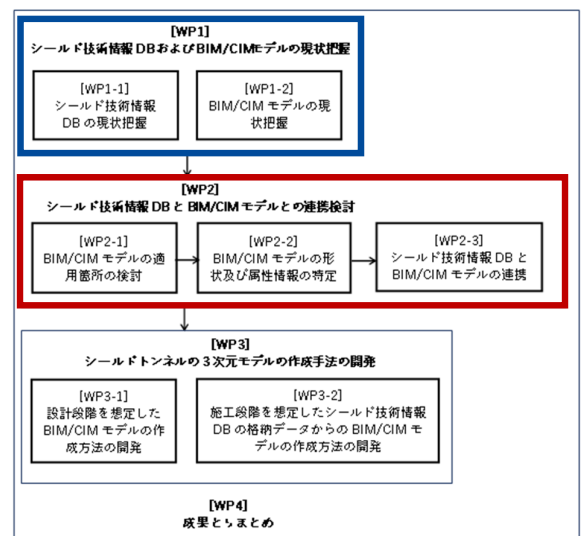 [WP1]
シールド技術情報DBおよびBIM/CIMモデルの現状把握
[WP1-1]
シールド技術情報
DBの現状把握
[WP1-2]
BIM/CIMモデルの現
状把握
[WP2]
シールド技術情報DBとBIM/CIMモデルとの連携検討
[WP2-1]
BIM/CIMモデルの適
用箇所の検討
[WP2-2]
BIM/CIMモデルの形
状及び属性情報の特定
[WP2-3]
シールド技術情報DBと
BIM/CIMモデルの連携
[WP3]
シールドトンネルの3次元モデルの作成手法の開発
[WP3-1]
設計段階を想定した
BIM/CIMモデルの作
成方法の開発
[WP3-2]
施工段階を想定したシールド技術情報
DBの格納データからのBIM/CIMモ
デルの作成方法の開発
[WP4]
成果とりまとめ